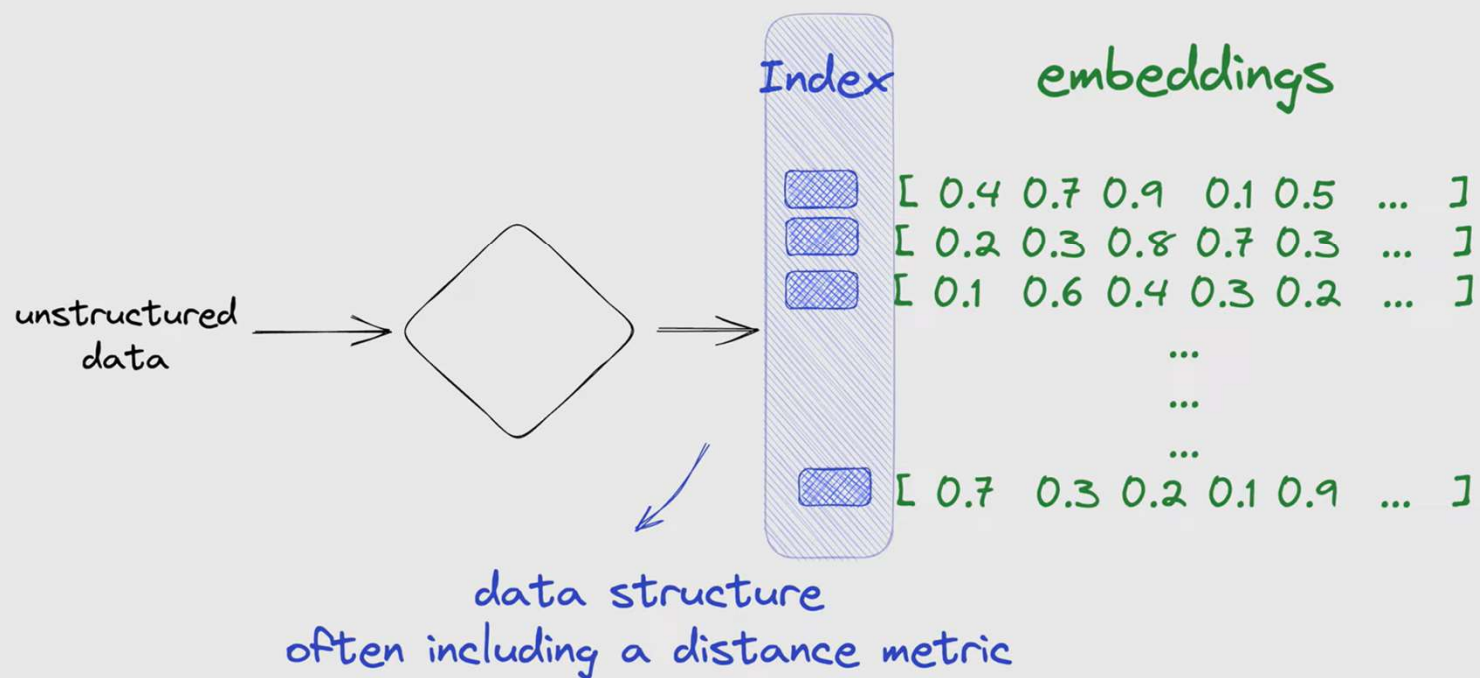 Index
embeddings
[ 0.4 0.7 0.9 0.1 0.5 ... ]
[ 0.2 0.3 0.8 0.7 0.3 ... ]
[ 0.1 0.6 0.4 0.3 0.2 ... ]
...
...
...
[ 0.7 0.3 0.2 0.1 0.9 ... ]
unstructured
data
data structure
often including a distance metric